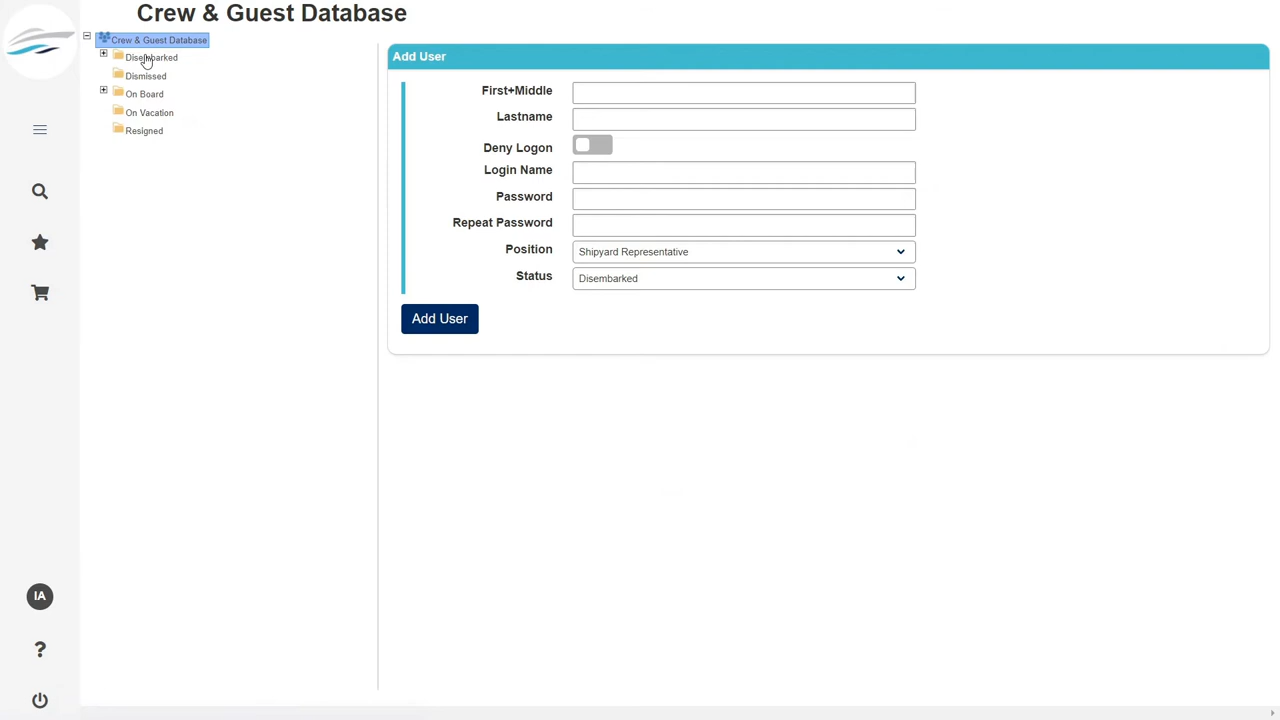 Crew & Guest Database
Crew & Guest Database
Disembarked
Dismissed
On Board
On Vacation
Resigned
Add User
First+Middle
Lastname
Deny Logon
Login Name
Password
Repeat Password
Position
Shipyard Representative
Status
Disembarked
Add User
IA
?